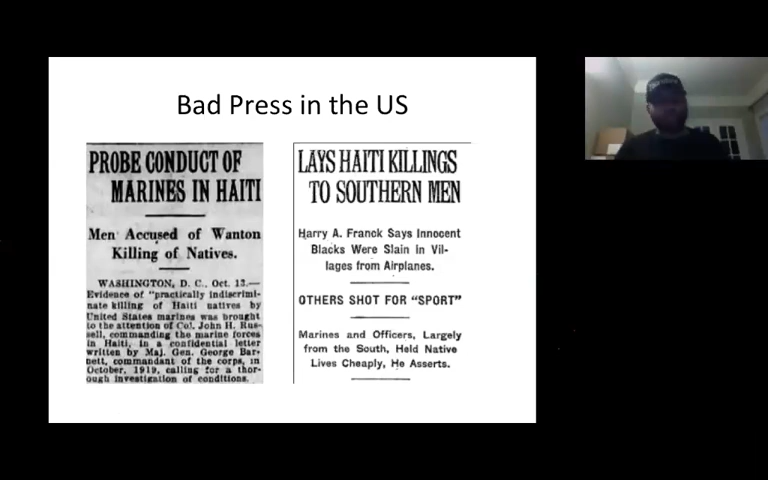 Bad Press in the US
PROBE CONDUCT OF
MARINES IN HAITI
Men Accused of Wanton
Killing of Natives.
WASHINGTON, D. C., Oct. 13.—
Evidence of "practically indiscrimi-
nate killing of Haiti natives by
United States marines was brought
to the attention of Col. John H. Rus-
sell, commanding the marine forces
in Haiti, in a confidential letter
written by Maj. Gen. George Bar-
nett, commandant of the corps, in
October, 1919, calling for a thor-
ough investigation of conditions.
LAYS HAITI KILLINGS
TO SOUTHERN MEN
Harry A. Franck Says Innocent
Blacks Were Slain in Vil-
lages from Airplanes.
OTHERS SHOT FOR "SPORT"
Marines and Officers, Largely
from the South, Held Native
Lives Cheaply, He Asserts.